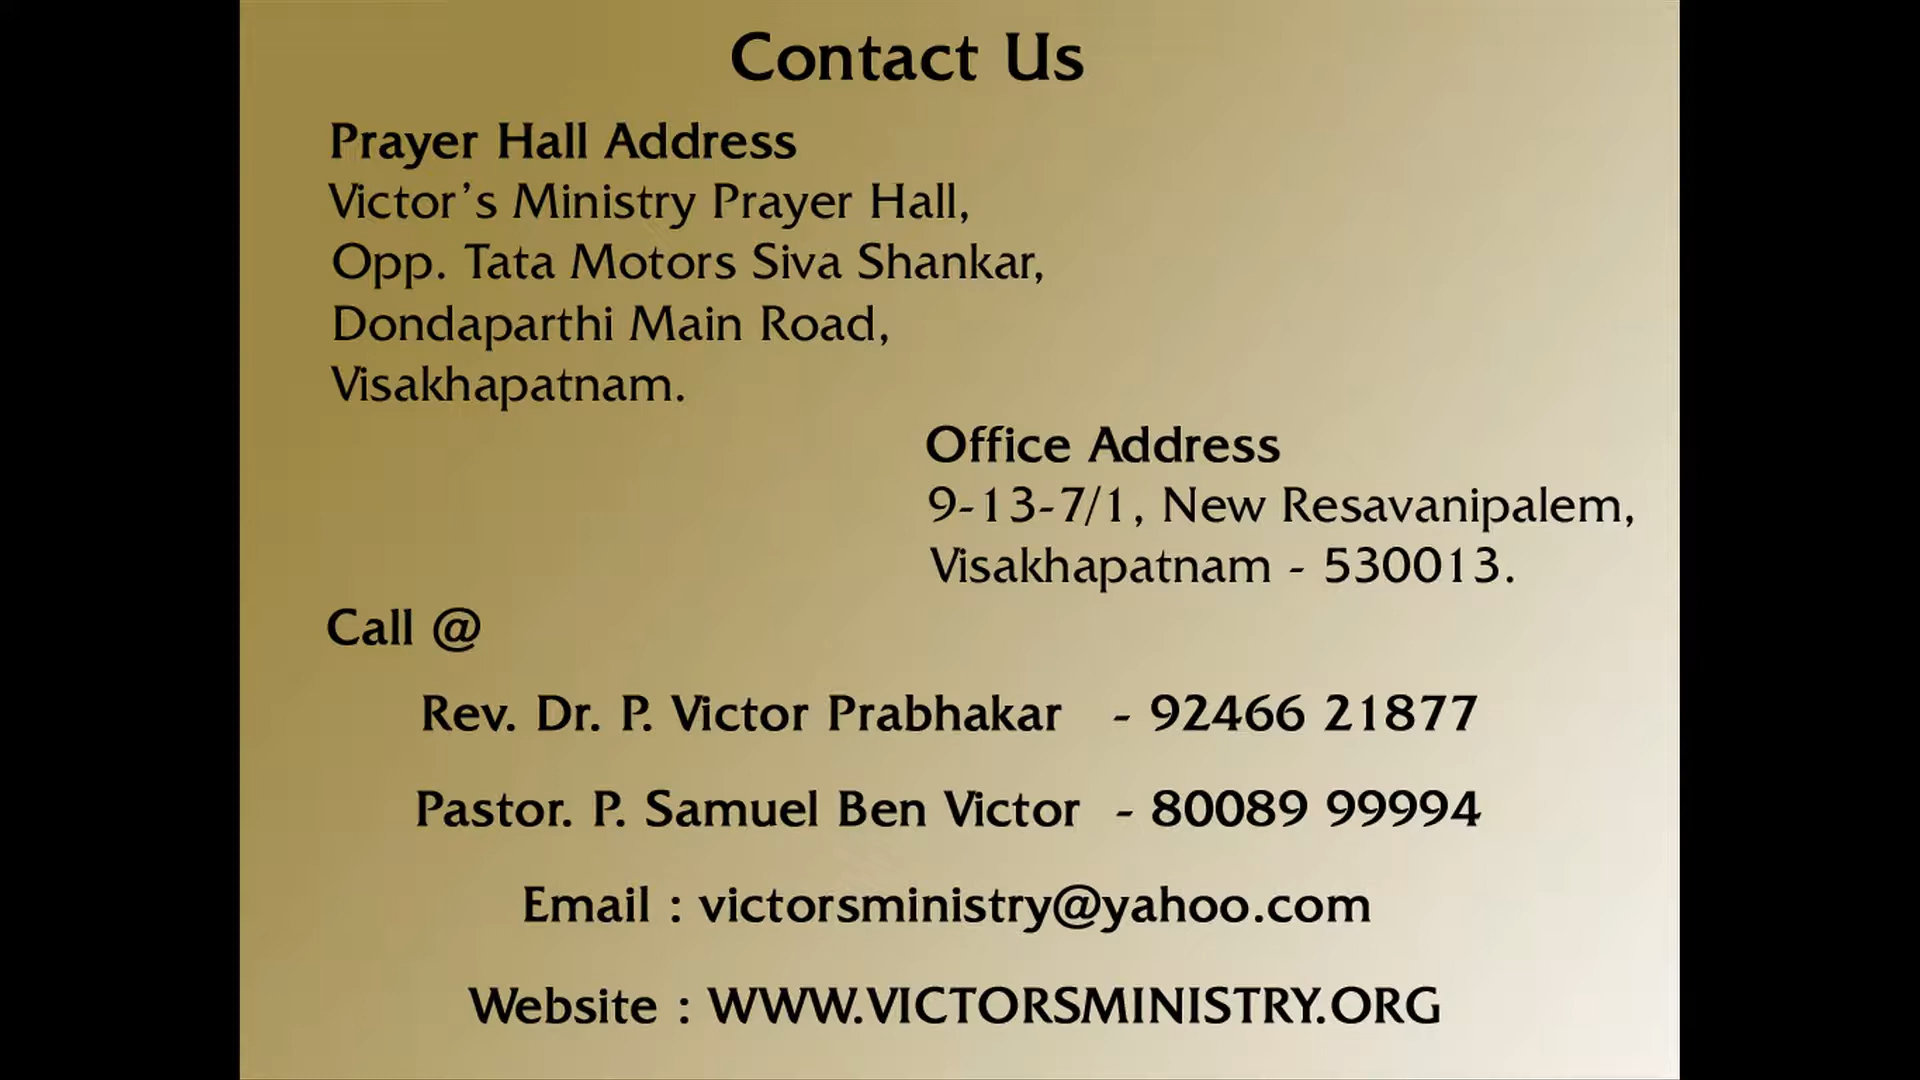 Contact Us
Prayer Hall Address
Victor’s Ministry Prayer Hall,
Opp. Tata Motors Siva Shankar,
Dondaparthi Main Road,
Visakhapatnam.
Office Address
9-13-7/1, New Resavanipalem,
Visakhapatnam - 530013.
Call @
Rev. Dr. P. Victor Prabhakar - 92466 21877
Pastor. P. Samuel Ben Victor - 80089 99994
Email : victorsministry@yahoo.com
Website : WWW.VICTORSMINISTRY.ORG